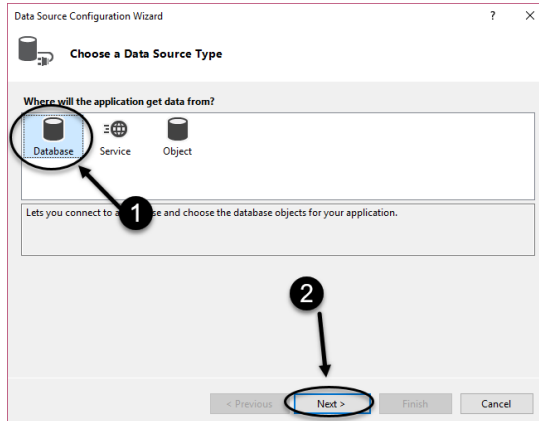 Data Source Configuration Wizard ? ×
Choose a Data Source Type
Where will the application get data from?
Database Service Object
1
Lets you connect to a se and choose the database objects for your application.
2
< Previous Next > Finish Cancel